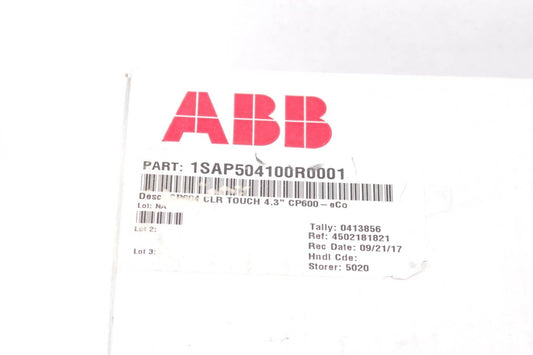 ABB
PART: 1SAP504100R0001
Desc CP604 CLR TOUCH 4.3" CP600-eCo
Lot: NA
Lot 2:
Lot 3:
Tally: 0413856
Ref: 4502181821
Rec Date: 09/21/17
Hndl Cde:
Storer: 5020